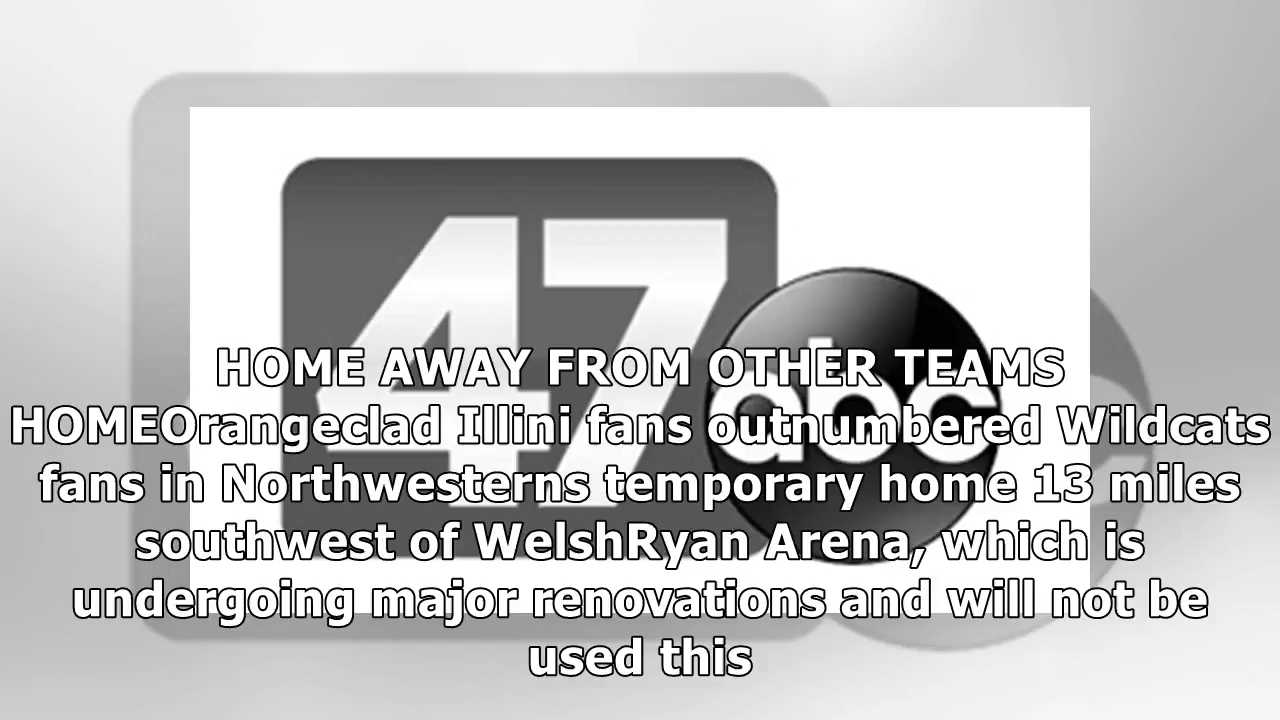 47
abc
HOME AWAY FROM OTHER TEAMS
HOMEOrangeclad Illini fans outnumbered Wildcats
fans in Northwesterns temporary home 13 miles
southwest of WelshRyan Arena, which is
undergoing major renovations and will not be
used this